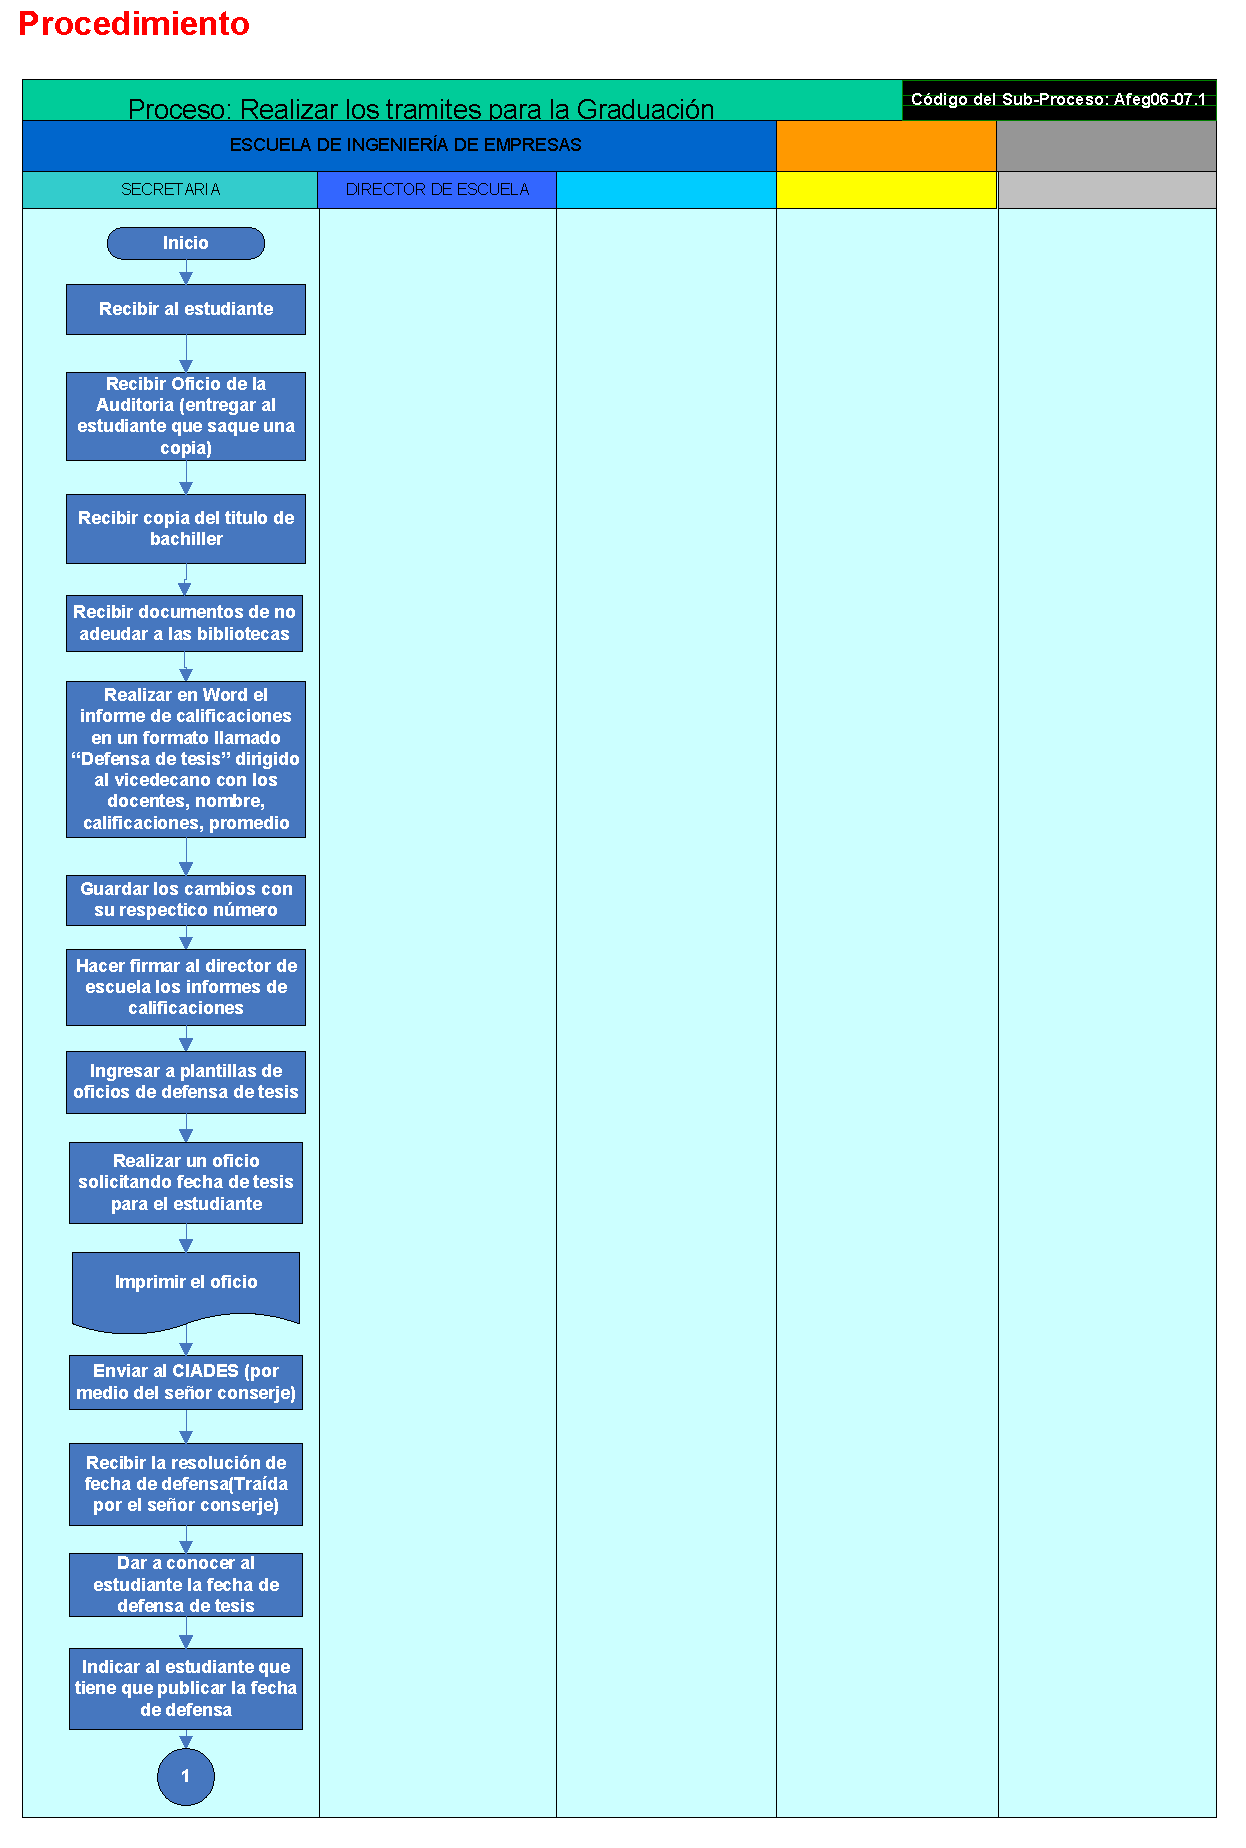 Procedimiento
Proceso: Realizar los tramites para la Graduación
Código del Sub-Proceso: Afeg06-07.1
ESCUELA DE INGENIERÍA DE EMPRESAS
SECRETARIA
DIRECTOR DE ESCUELA
Inicio
Recibir al estudiante
Recibir Oficio de la
Auditoria (entregar al
estudiante que saque una
copia)
Recibir copia del titulo de
bachiller
Recibir documentos de no
adeudar a las bibliotecas
Realizar en Word el
informe de calificaciones
en un formato llamado
“Defensa de tesis” dirigido
al vicedecano con los
docentes, nombre,
calificaciones, promedio
Guardar los cambios con
su respectico número
Hacer firmar al director de
escuela los informes de
calificaciones
Ingresar a plantillas de
oficios de defensa de tesis
Realizar un oficio
solicitando fecha de tesis
para el estudiante
Imprimir el oficio
Enviar al CIADES (por
medio del señor conserje)
Recibir la resolución de
fecha de defensa(Traída
por el señor conserje)
Dar a conocer al
estudiante la fecha de
defensa de tesis
Indicar al estudiante que
tiene que publicar la fecha
de defensa
1